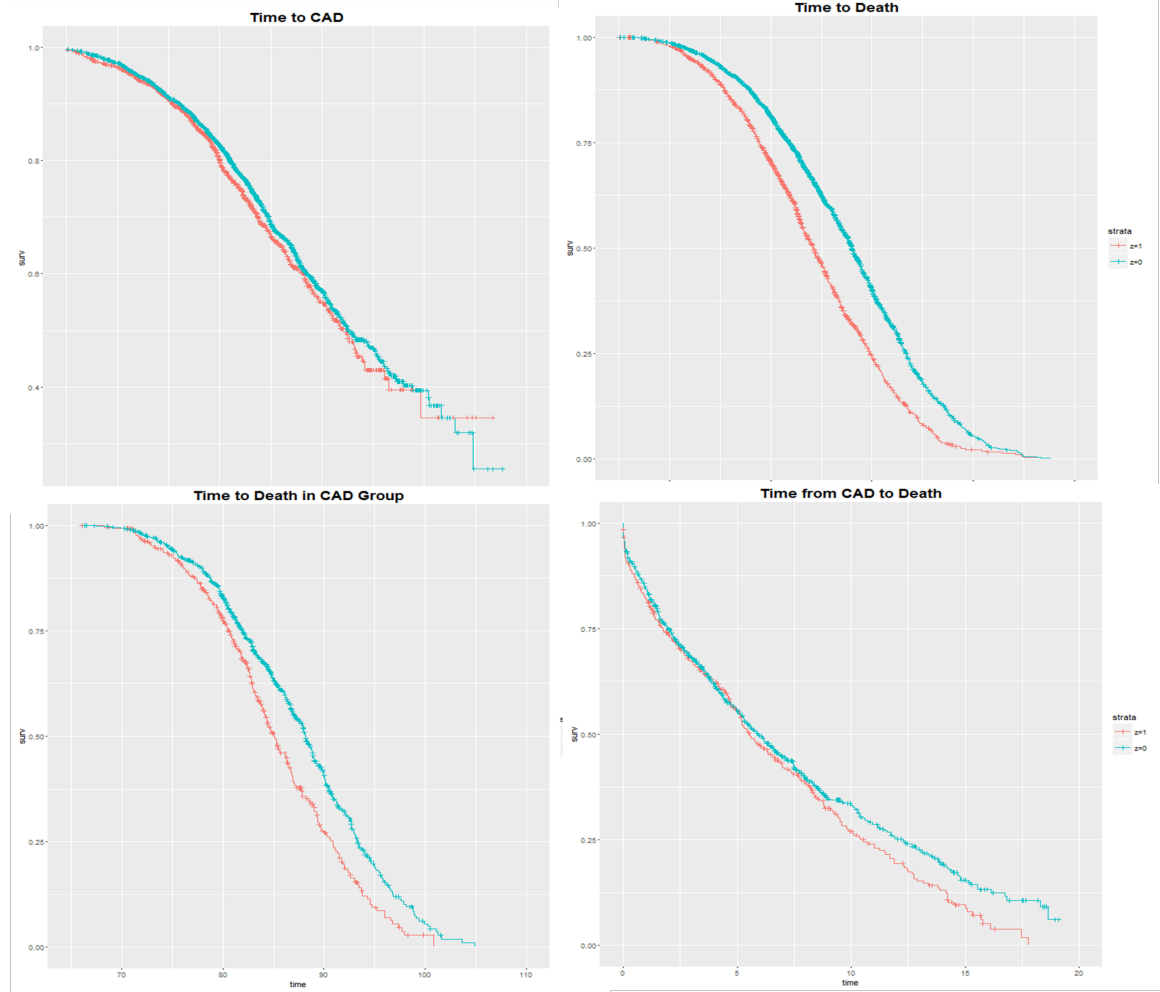 Time to CAD
surv
1.0
0.8
0.6
0.4
Time to Death
surv
1.00
0.75
0.50
0.25
0.00
strata
z=1
z=0
Time to Death in CAD Group
surv
1.00
0.75
0.50
0.25
0.00
70 80 90 100 110
time
Time from CAD to Death
surv
1.00
0.75
0.50
0.25
0.00
0 5 10 15 20
time
strata
z=1
z=0